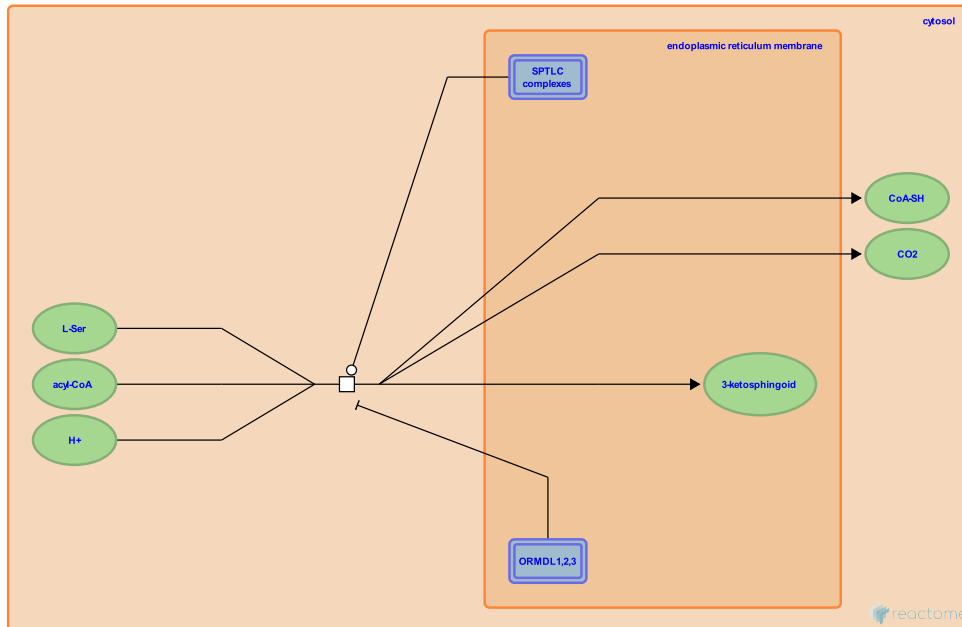 cytosol
endoplasmic reticulum membrane
SPTLC
complexes
CoA-SH
CO2
L-Ser
acyl-CoA
3-ketosphingoid
H+
ORMDL1,2,3
reactome